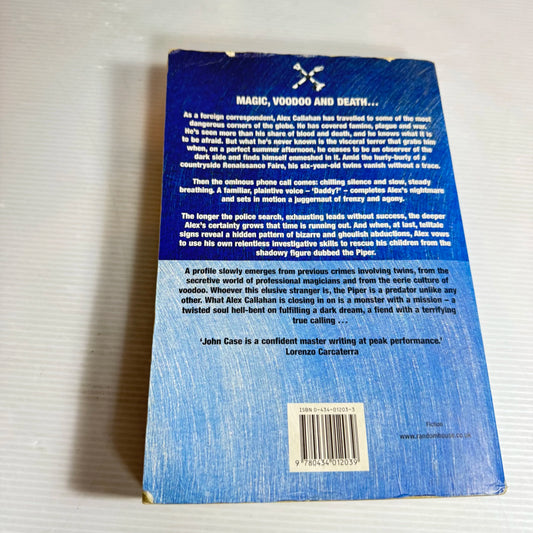 MAGIC, VOODOO AND DEATH...
As a foreign correspondent, Alex Callahan has travelled to some of the most
dangerous corners of the globe. He has covered famine, plague and war.
He's seen more than his share of blood and death, and he knows what it is
to be afraid. But what he's never known is the visceral terror that grabs him
when, on a perfect summer afternoon, he ceases to be an observer of the
dark side and finds himself enmeshed in it. Amid the hurly-burly of a
countryside Renaissance Faire, his six-year-old twins vanish without a trace.
Then the ominous phone call comes: chilling silence and slow, steady
breathing. A familiar, plaintive voice – 'Daddy?' – completes Alex's nightmare
and sets in motion a juggernaut of frenzy and agony.
The longer the police search, exhausting leads without success, the deeper
Alex's certainty grows that time is running out. And when, at last, telltale
signs reveal a hidden pattern of bizarre and ghoulish abductions, Alex vows
to use his own relentless investigative skills to rescue his children from the
shadowy figure dubbed the Piper.
A profile slowly emerges from previous crimes involving twins, from the
secretive world of professional magicians and from the eerie culture of
voodoo. Whoever this elusive stranger is, the Piper is a predator unlike any
other. What Alex Callahan is closing in on is a monster with a mission – a
twisted soul hell-bent on fulfilling a dark dream, a fiend with a terrifying
true calling ...
'John Case is a confident master writing at peak performance.'
Lorenzo Carcaterra
ISBN 0-434-01203-3
9 780434 012039
Fiction
www.randomhouse.co.uk